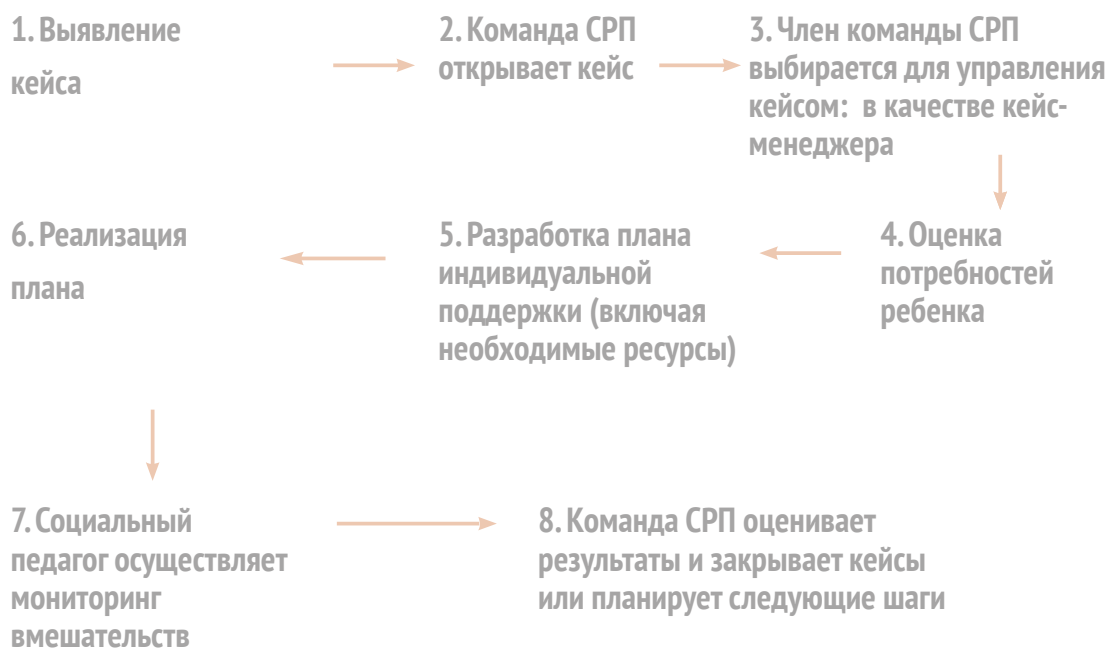 1. Выявление
кейса
2. Команда СРП
открывает кейс
3. Член команды СРП
выбирается для управления
кейсом: в качестве кейс-
менеджера
4. Оценка
потребностей
ребенка
5. Разработка плана
индивидуальной
поддержки (включая
необходимые ресурсы)
6. Реализация
плана
7. Социальный
педагог осуществляет
мониторинг
вмешательств
8. Команда СРП оценивает
результаты и закрывает кейсы
или планирует следующие шаги